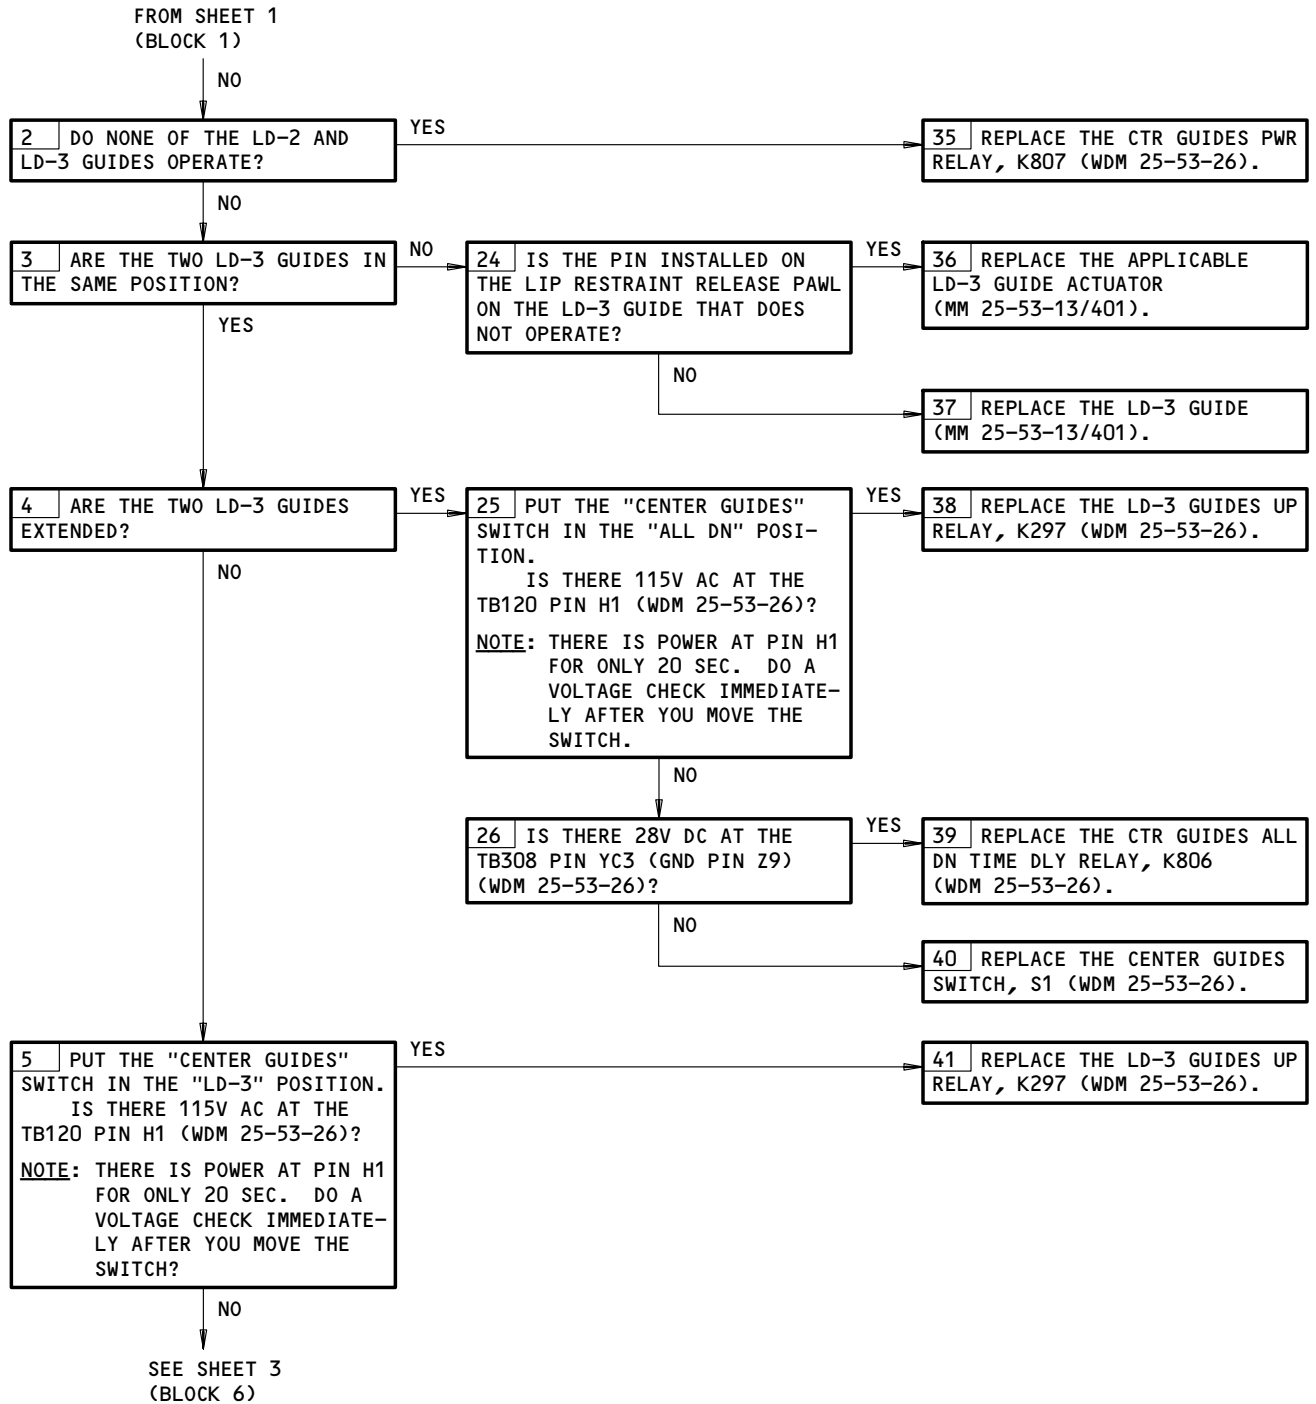 FROM SHEET 1
(BLOCK 1)
NO
2 DO NONE OF THE LD-2 AND
LD-3 GUIDES OPERATE?
YES
35 REPLACE THE CTR GUIDES PWR
RELAY, K807 (WDM 25-53-26).
NO
3 ARE THE TWO LD-3 GUIDES IN
THE SAME POSITION?
NO
24 IS THE PIN INSTALLED ON
THE LIP RESTRAINT RELEASE PAWL
ON THE LD-3 GUIDE THAT DOES
NOT OPERATE?
YES
36 REPLACE THE APPLICABLE
LD-3 GUIDE ACTUATOR
(MM 25-53-13/401).
YES
NO
37 REPLACE THE LD-3 GUIDE
(MM 25-53-13/401).
4 ARE THE TWO LD-3 GUIDES
EXTENDED?
YES
25 PUT THE "CENTER GUIDES"
SWITCH IN THE "ALL DN" POSI-
TION.
IS THERE 115V AC AT THE
TB120 PIN H1 (WDM 25-53-26)?
NOTE: THERE IS POWER AT PIN H1
FOR ONLY 20 SEC. DO A
VOLTAGE CHECK IMMEDIATE-
LY AFTER YOU MOVE THE
SWITCH.
YES
38 REPLACE THE LD-3 GUIDES UP
RELAY, K297 (WDM 25-53-26).
NO
NO
26 IS THERE 28V DC AT THE
TB308 PIN YC3 (GND PIN Z9)
(WDM 25-53-26)?
YES
39 REPLACE THE CTR GUIDES ALL
DN TIME DLY RELAY, K806
(WDM 25-53-26).
NO
40 REPLACE THE CENTER GUIDES
SWITCH, S1 (WDM 25-53-26).
5 PUT THE "CENTER GUIDES"
SWITCH IN THE "LD-3" POSITION.
IS THERE 115V AC AT THE
TB120 PIN H1 (WDM 25-53-26)?
NOTE: THERE IS POWER AT PIN H1
FOR ONLY 20 SEC. DO A
VOLTAGE CHECK IMMEDIATE-
LY AFTER YOU MOVE THE
SWITCH?
YES
41 REPLACE THE LD-3 GUIDES UP
RELAY, K297 (WDM 25-53-26).
NO
SEE SHEET 3
(BLOCK 6)